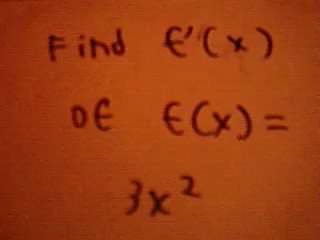 Find f'(x)
of f(x) =
3x²